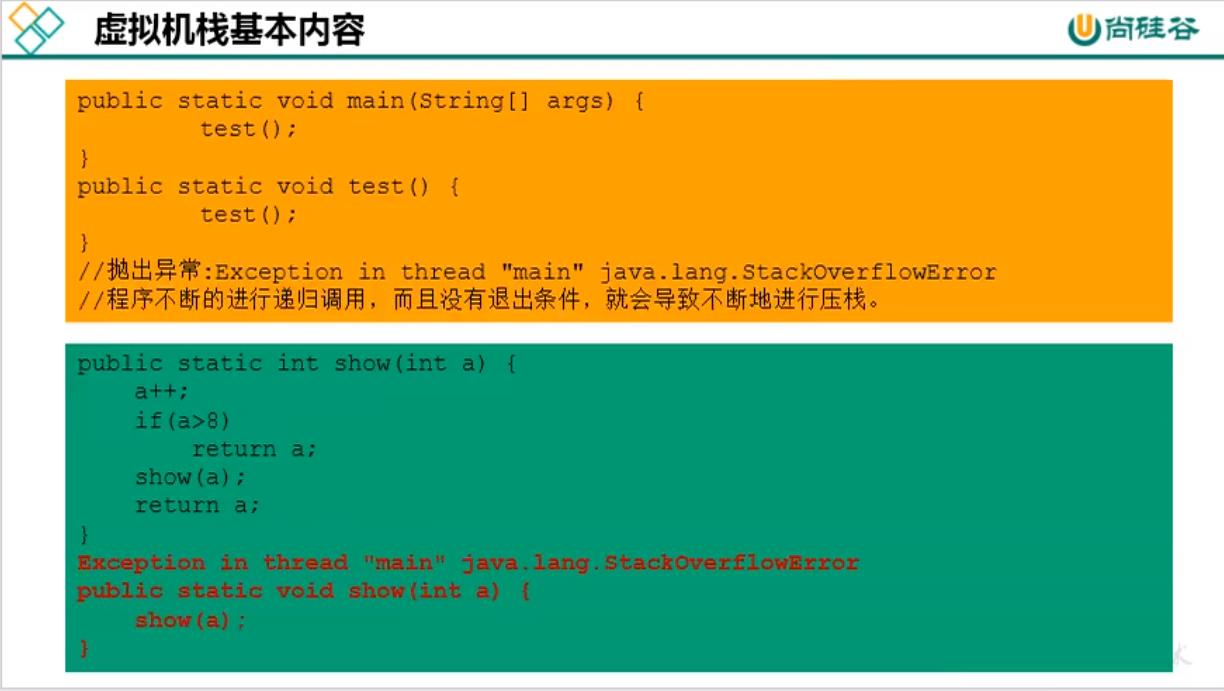 虚拟机栈基本内容
尚硅谷
public static void main(String[] args) {
        test();
}
public static void test() {
        test();
}
//抛出异常:Exception in thread "main" java.lang.StackOverflowError
//程序不断的进行递归调用，而且没有退出条件，就会导致不断地进行压栈。
public static int show(int a) {
    a++;
    if(a>8)
        return a;
    show(a);
    return a;
}
Exception in thread "main" java.lang.StackOverflowError
public static void show(int a) {
    show(a);
}